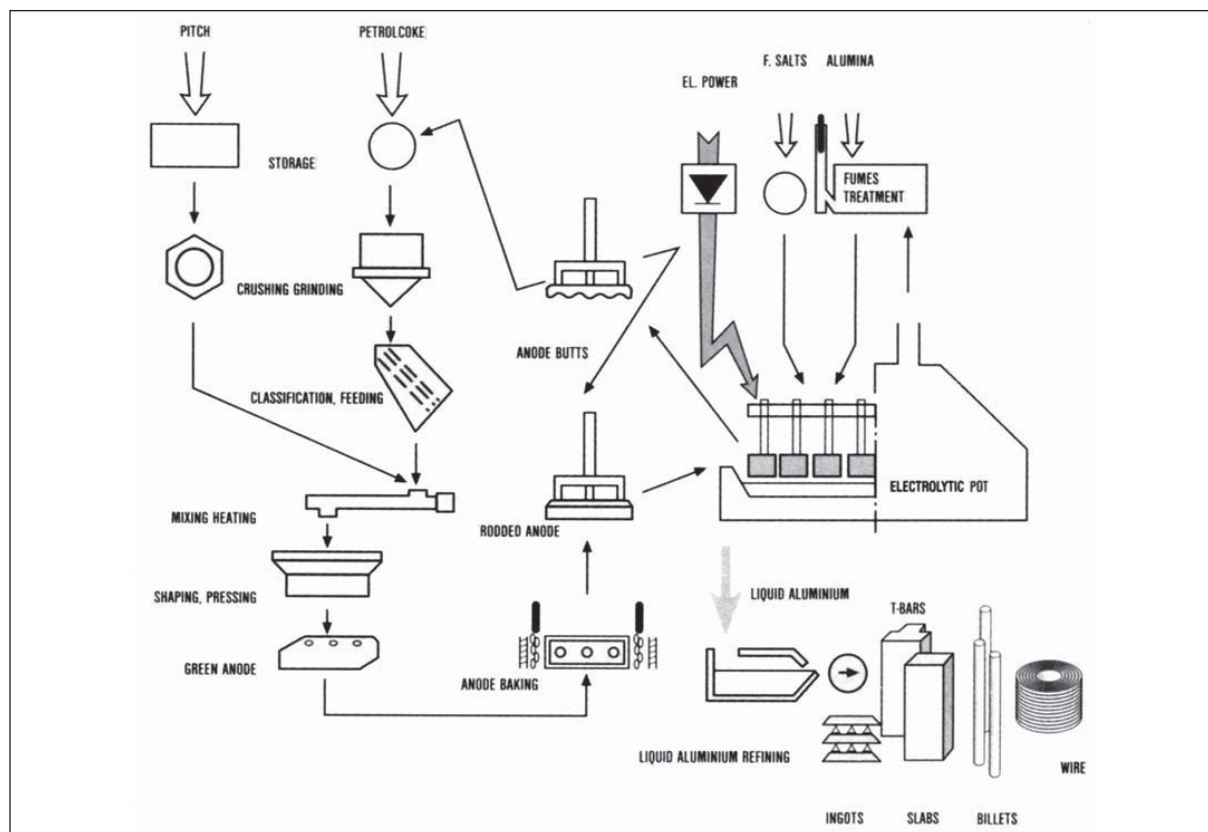 PITCH
PETROLCOKE
F. SALTS
ALUMINA
EL. POWER
STORAGE
FUMES
TREATMENT
CRUSHING GRINDING
ANODE BUTTS
CLASSIFICATION, FEEDING
ELECTROLYTIC POT
MIXING HEATING
RODDED ANODE
SHAPING, PRESSING
LIQUID ALUMINIUM
T-BARS
GREEN ANODE
ANODE BAKING
LIQUID ALUMINIUM REFINING
WIRE
INGOTS
SLABS
BILLETS